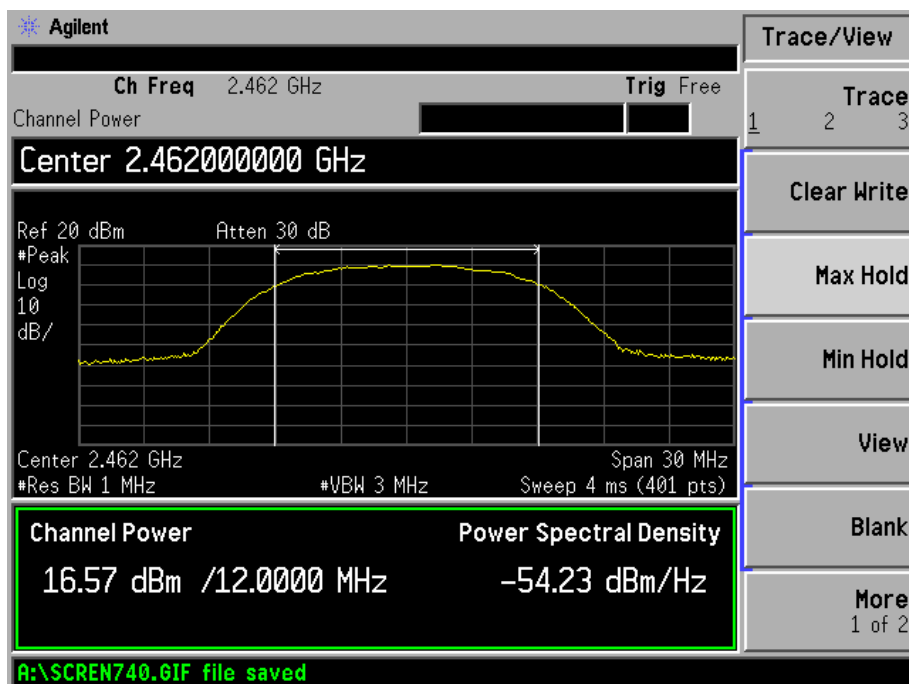 Agilent
Trace/View
Ch Freq 2.462 GHz Trig Free
Channel Power
Trace
1 2 3
Center 2.462000000 GHz
Clear Write
Ref 20 dBm Atten 30 dB
#Peak
Log
10
dB/
Max Hold
Min Hold
View
Center 2.462 GHz Span 30 MHz
#Res BW 1 MHz #VBW 3 MHz Sweep 4 ms (401 pts)
Channel Power Power Spectral Density
Blank
16.57 dBm /12.0000 MHz -54.23 dBm/Hz
More
1 of 2
A:\SCREN740.GIF file saved